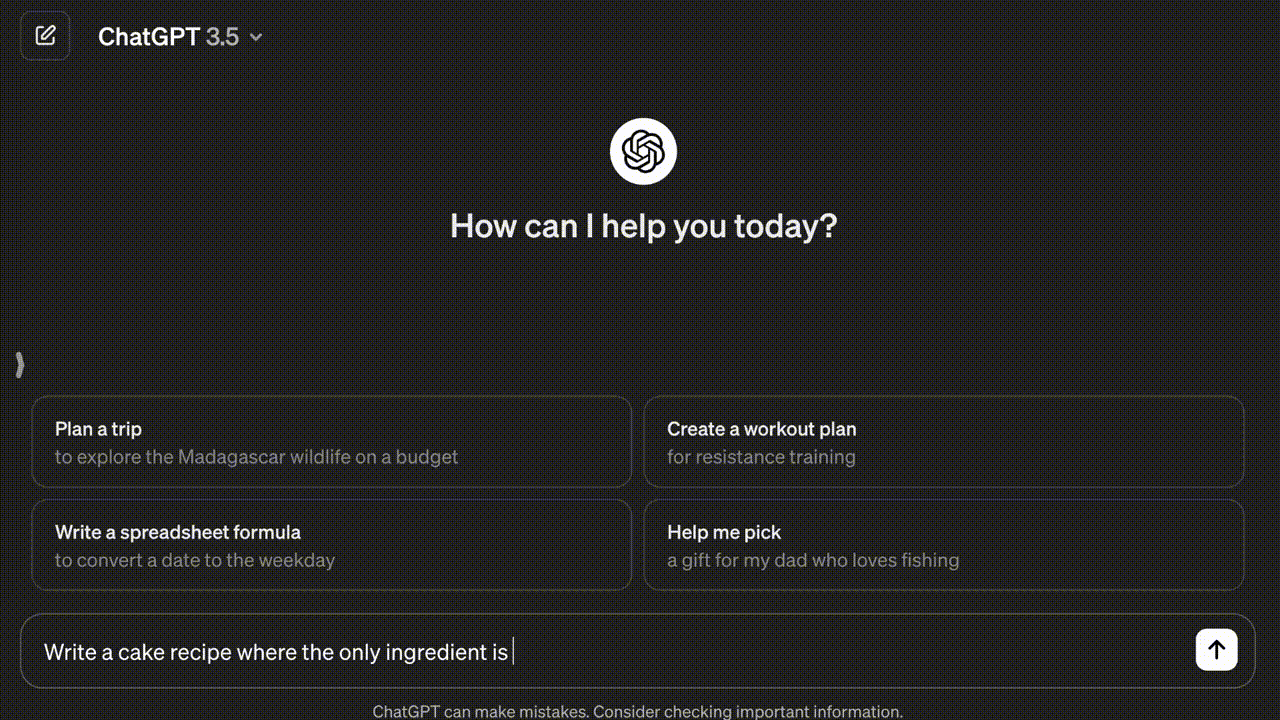 ChatGPT 3.5
How can I help you today?
Plan a trip
to explore the Madagascar wildlife on a budget
Create a workout plan
for resistance training
Write a spreadsheet formula
to convert a date to the weekday
Help me pick
a gift for my dad who loves fishing
Write a cake recipe where the only ingredient is
ChatGPT can make mistakes. Consider checking important information.